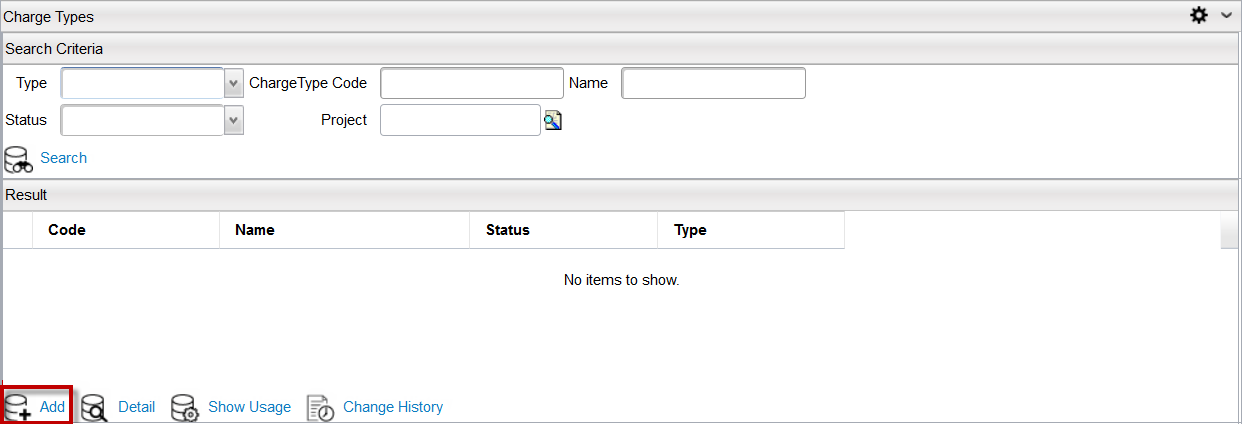 Charge Types
Search Criteria
Type ChargeType Code Name
Status Project
Search
Result
Code Name Status Type
No items to show.
Add Detail Show Usage Change History